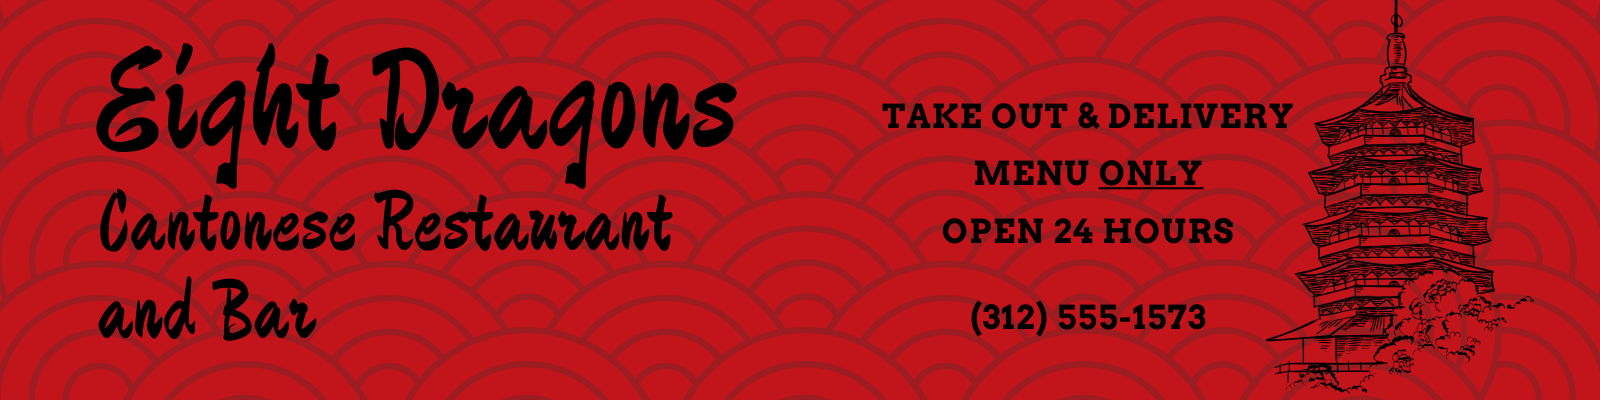 Eight Dragons
Cantonese Restaurant
and Bar
TAKE OUT & DELIVERY
MENU ONLY
OPEN 24 HOURS
(312) 555-1573